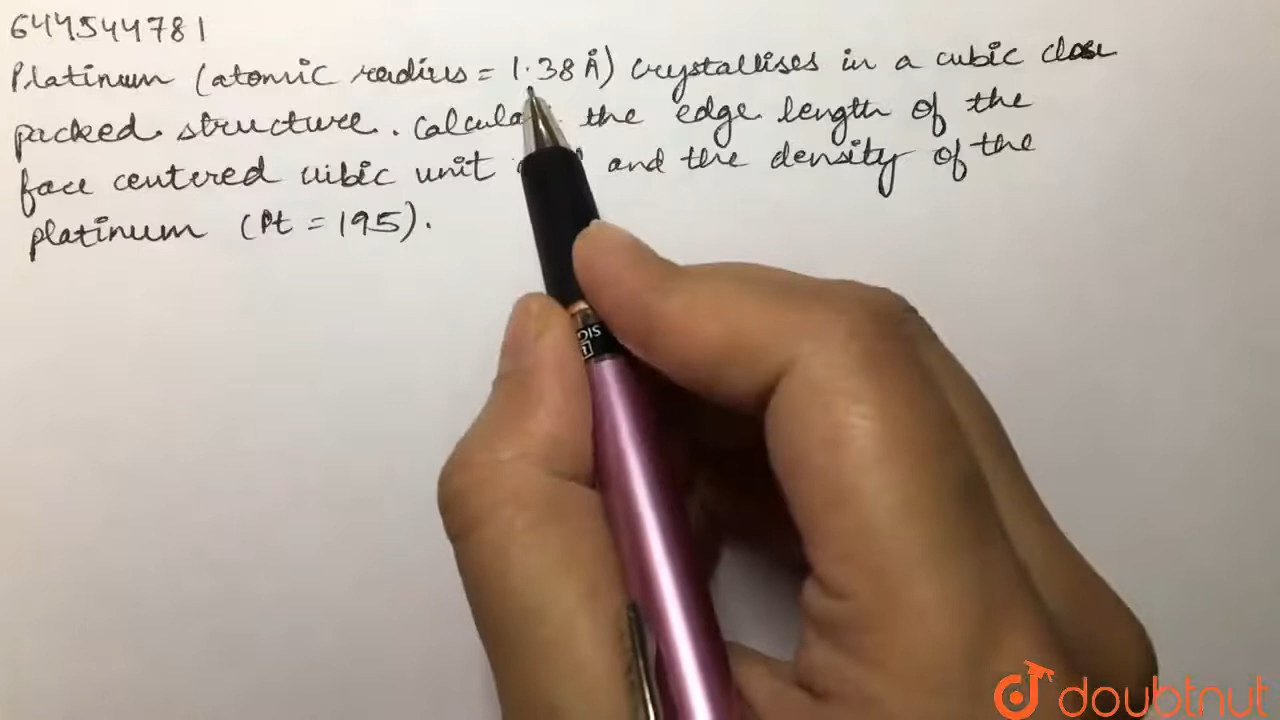 644544781
Platinum (atomic radius = 1.38 Å) crystallises in a cubic close
packed structure. Calcula the edge length of the
face centered cubic unit and the density of the
platinum (Pt = 195).
doubtnut